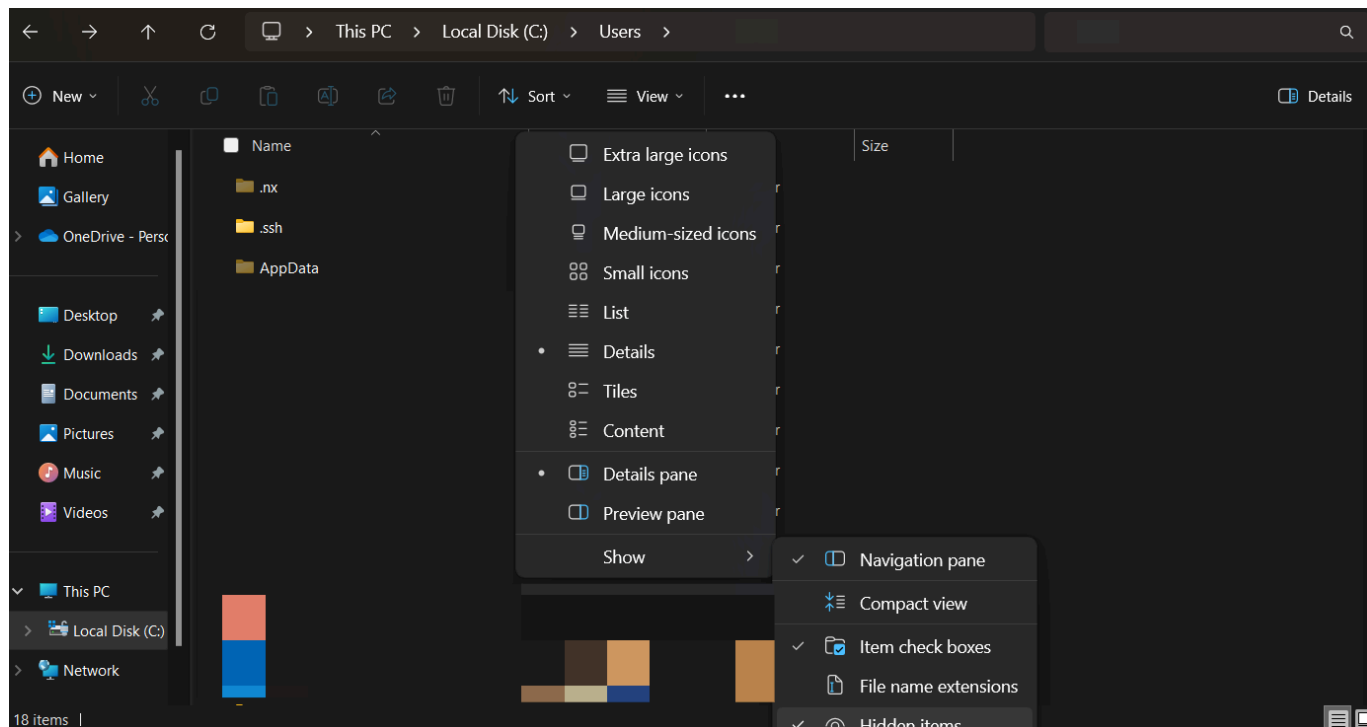 This PC > Local Disk (C:) > Users >
New Sort View ••• Details
Home
Gallery
OneDrive - Perso
Desktop
Downloads
Documents
Pictures
Music
Videos
This PC
Local Disk (C:)
Network
Name Size
.nx
.ssh
AppData
Extra large icons
Large icons
Medium-sized icons
Small icons
List
Details
Tiles
Content
Details pane
Preview pane
Show
Navigation pane
Compact view
Item check boxes
File name extensions
Hidden items
18 items